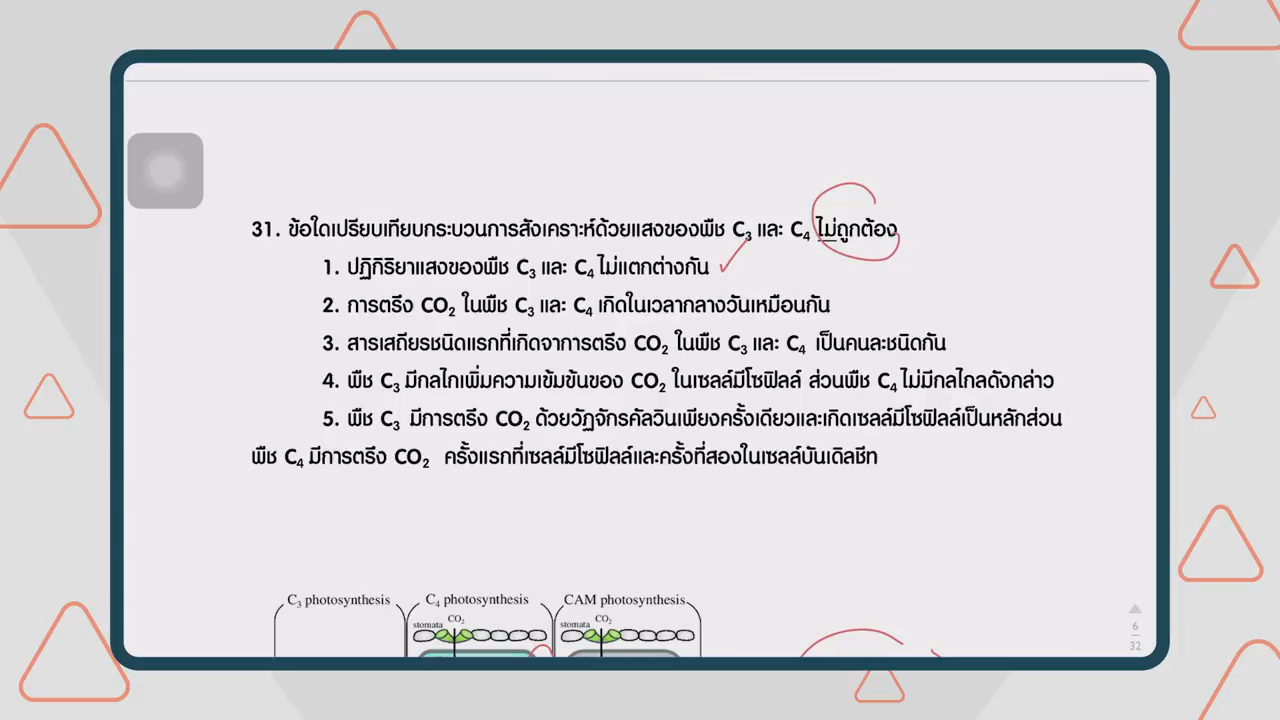 31. ข้อใดเปรียบเทียบกระบวนการสังเคราะห์ด้วยแสงของพืช C₃ และ C₄ ไม่ถูกต้อง
1. ปฏิกิริยาแสงของพืช C₃ และ C₄ ไม่แตกต่างกัน
2. การตรึง CO₂ ในพืช C₃ และ C₄ เกิดในเวลากลางวันเหมือนกัน
3. สารเสถียรชนิดแรกที่เกิดจาการตรึง CO₂ ในพืช C₃ และ C₄ เป็นคนละชนิดกัน
4. พืช C₃ มีกลไกเพิ่มความเข้มข้นของ CO₂ ในเซลล์มีโซฟิลล์ ส่วนพืช C₄ ไม่มีกลไกลดังกล่าว
5. พืช C₃ มีการตรึง CO₂ ด้วยวัฏจักรคัลวินเพียงครั้งเดียวและเกิดเซลล์มีโซฟิลล์เป็นหลักส่วน
พืช C₄ มีการตรึง CO₂ ครั้งแรกที่เซลล์มีโซฟิลล์และครั้งที่สองในเซลล์บันเดิลชีท
C₃ photosynthesis C₄ photosynthesis CAM photosynthesis
stomata CO₂ stomata CO₂
6
32